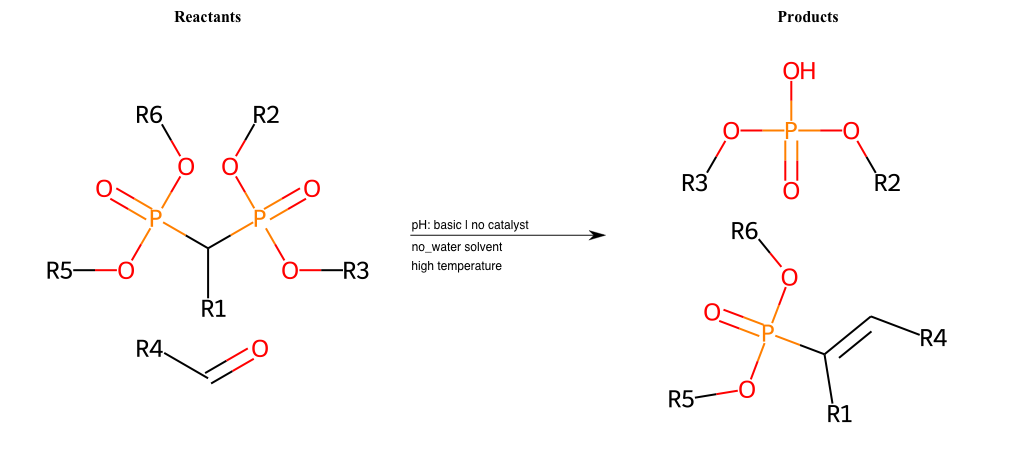 Reactants
Products
R6
R2
O
O
O
O
P
P
R5
O
O
R3
R1
R4
O
pH: basic | no catalyst
no_water solvent
high temperature
OH
O
P
O
R3
O
R2
R6
O
O
P
R4
R5
O
R1